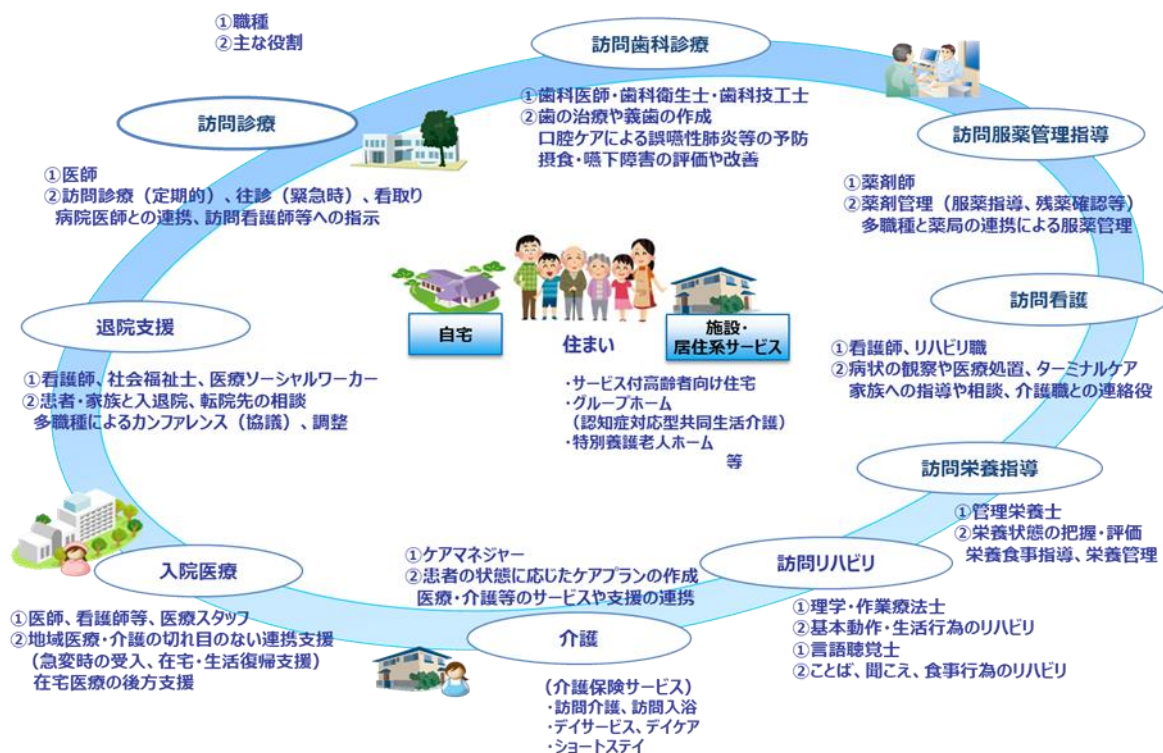 ①職種
②主な役割
訪問歯科診療
①歯科医師・歯科衛生士・歯科技工士
②歯の治療や義歯の作成
口腔ケアによる誤嚥性肺炎等の予防
摂食・嚥下障害の評価や改善
訪問診療
①医師
②訪問診療（定期的）、往診（緊急時）、看取り
病院医師との連携、訪問看護師等への指示
訪問服薬管理指導
①薬剤師
②薬剤管理（服薬指導、残薬確認等）
多職種と薬局の連携による服薬管理
自宅
住まい
施設・
居住系サービス
・サービス付高齢者向け住宅
・グループホーム
（認知症対応型共同生活介護）
・特別養護老人ホーム
等
訪問看護
①看護師、リハビリ職
②病状の観察や医療処置、ターミナルケア
家族への指導や相談、介護職との連絡役
退院支援
①看護師、社会福祉士、医療ソーシャルワーカー
②患者・家族と入退院、転院先の相談
多職種によるカンファレンス（協議）、調整
訪問栄養指導
①管理栄養士
②栄養状態の把握・評価
栄養食事指導、栄養管理
訪問リハビリ
①理学・作業療法士
②基本動作・生活行為のリハビリ
①言語聴覚士
②ことば、聞こえ、食事行為のリハビリ
入院医療
①医師、看護師等、医療スタッフ
②地域医療・介護の切れ目のない連携支援
（急変時の受入、在宅・生活復帰支援）
在宅医療の後方支援
①ケアマネジャー
②患者の状態に応じたケアプランの作成
医療・介護等のサービスや支援の連携
介護
（介護保険サービス）
・訪問介護、訪問入浴
・デイサービス、デイケア
・ショートステイ